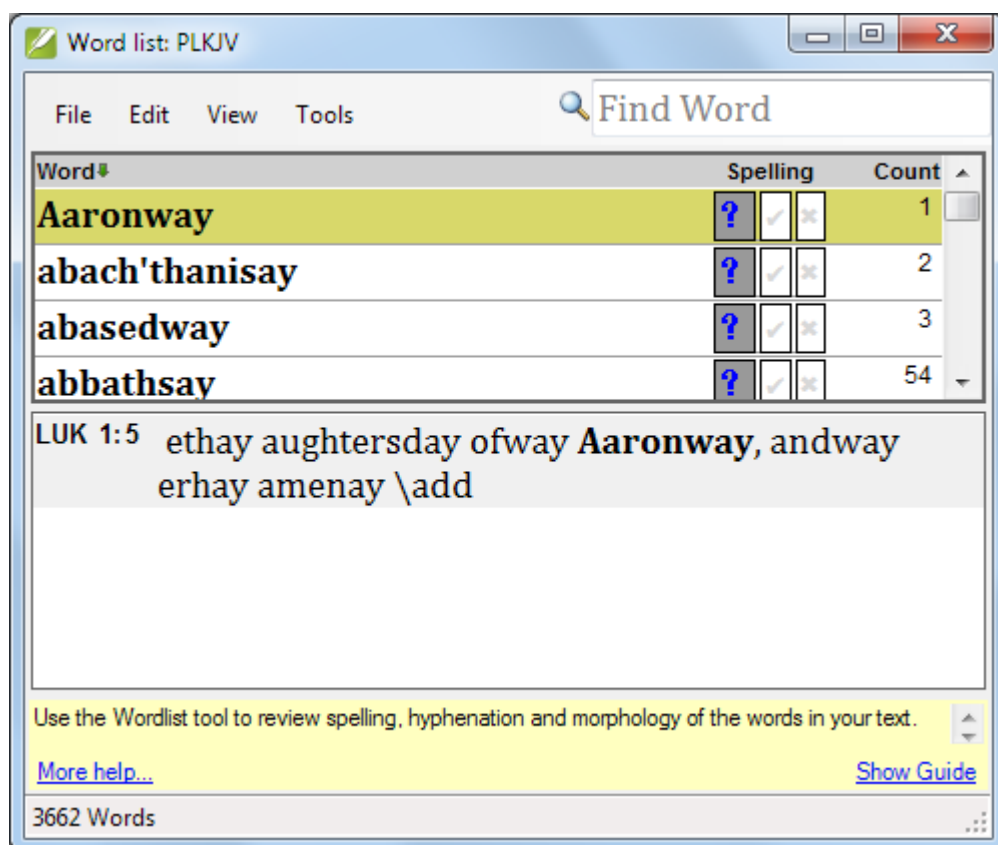 Word list: PLKJV
File Edit View Tools Find Word
Word Spelling Count
Aaronway ? 1
abach'thanisay ? 2
abasedway ? 3
abbathsay ? 54
LUK 1:5 ethay aughtersday ofway Aaronway, andway
erhay amenay \add
Use the Wordlist tool to review spelling, hyphenation and morphology of the words in your text.
More help... Show Guide
3662 Words